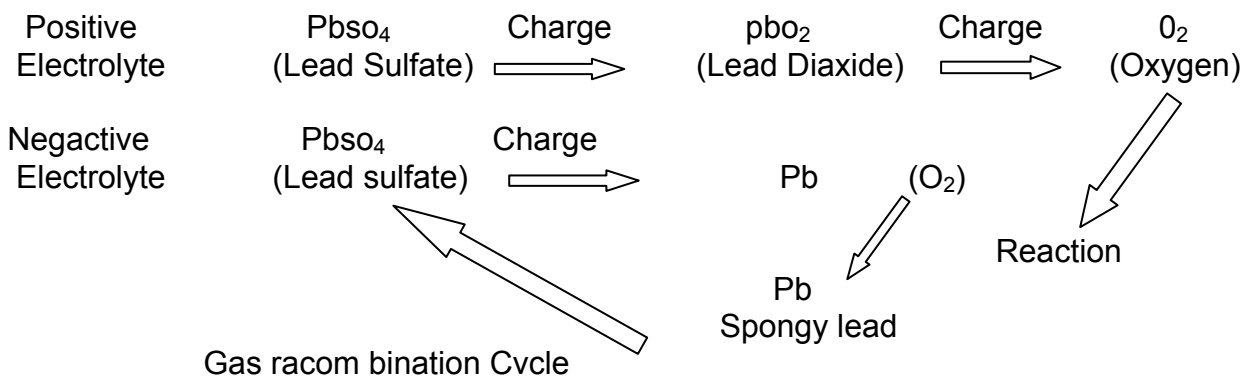 Positive Pbso₄ Charge pbo₂ Charge 0₂
Electrolyte (Lead Sulfate) (Lead Diaxide) (Oxygen)
Negactive Pbso₄ Charge
Electrolyte (Lead sulfate) Pb (O₂)
Reaction
Pb
Spongy lead
Gas racom bination Cvcle